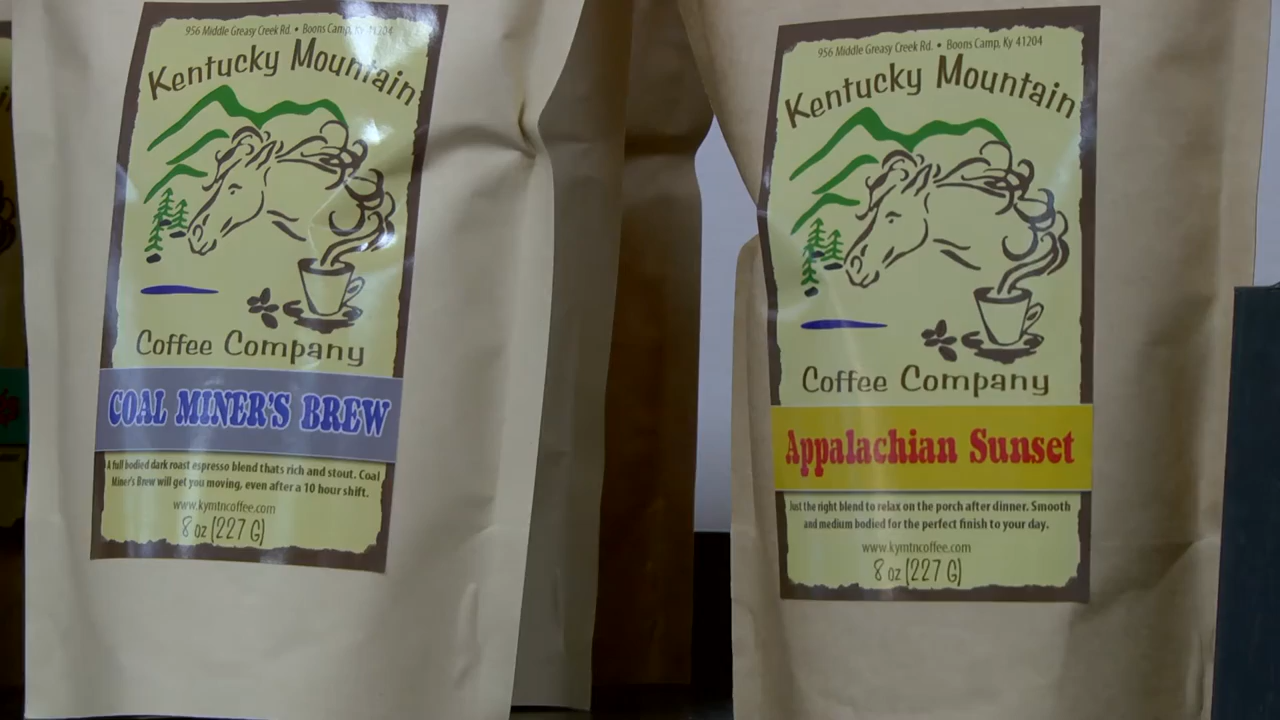 956 Middle Greasy Creek Rd. • Boons Camp, Ky 41204
Kentucky Mountain
Coffee Company
COAL MINER'S BREW
A full bodied dark roast espresso blend thats rich and stout. Coal
Miner's Brew will get you moving, even after a 10 hour shift.
www.kymtncoffee.com
8 oz (227 G)
956 Middle Greasy Creek Rd. • Boons Camp, Ky 41204
Kentucky Mountain
Coffee Company
Appalachian Sunset
Just the right blend to relax on the porch after dinner. Smooth
and medium bodied for the perfect finish to your day.
www.kymtncoffee.com
8 oz (227 G)